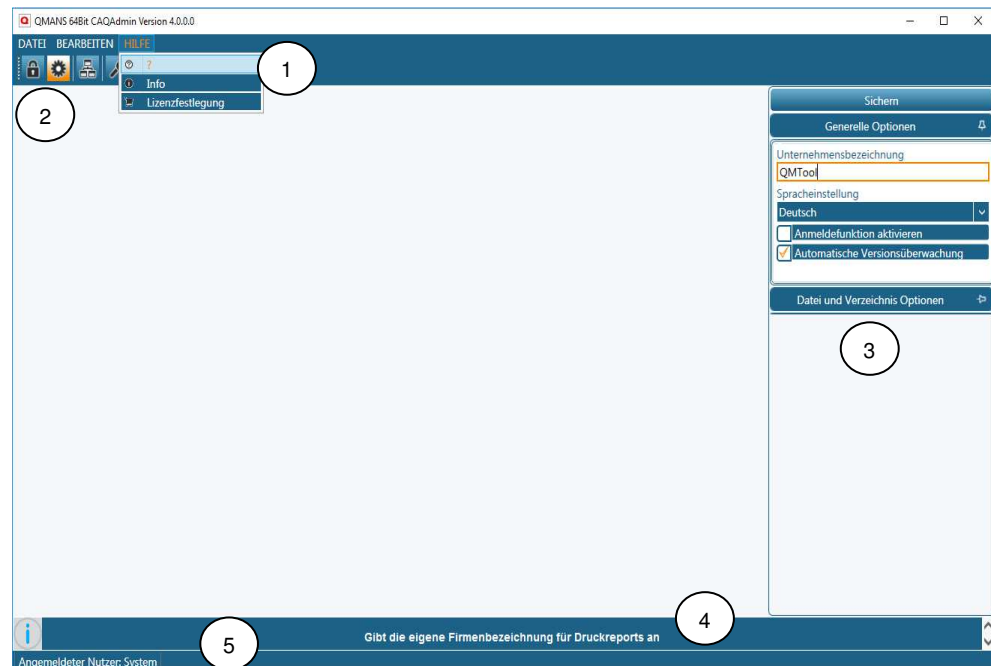 QMANS 64Bit CAQAdmin Version 4.0.0.0
DATEI BEARBEITEN HILFE
?
Info
Lizenzfestlegung
1
2
Sichern
Generelle Optionen
Unternehmensbezeichnung
QMTool
Spracheinstellung
Deutsch
Anmeldefunktion aktivieren
Automatische Versionsüberwachung
Datei und Verzeichnis Optionen
3
4
Gibt die eigene Firmenbezeichnung für Druckreports an
5
Angemeldeter Nutzer: System